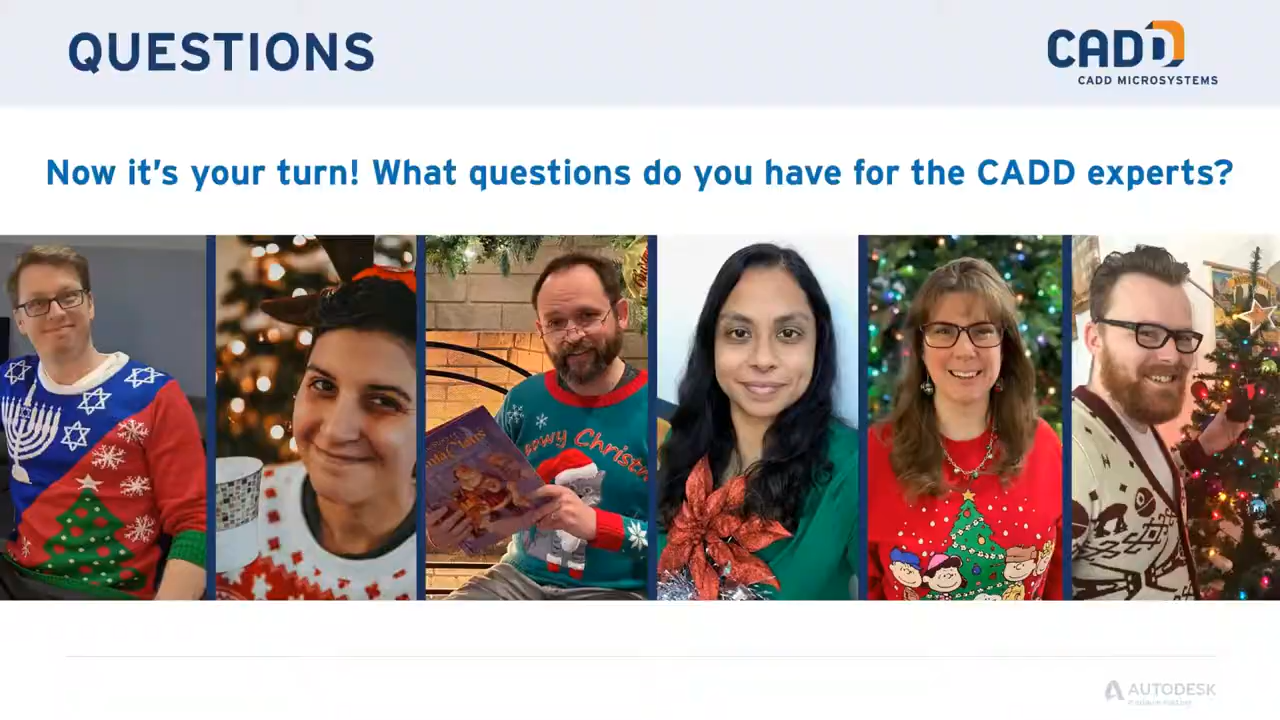 QUESTIONS
CADD
CADD MICROSYSTEMS
Now it's your turn! What questions do you have for the CADD experts?
AUTODESK